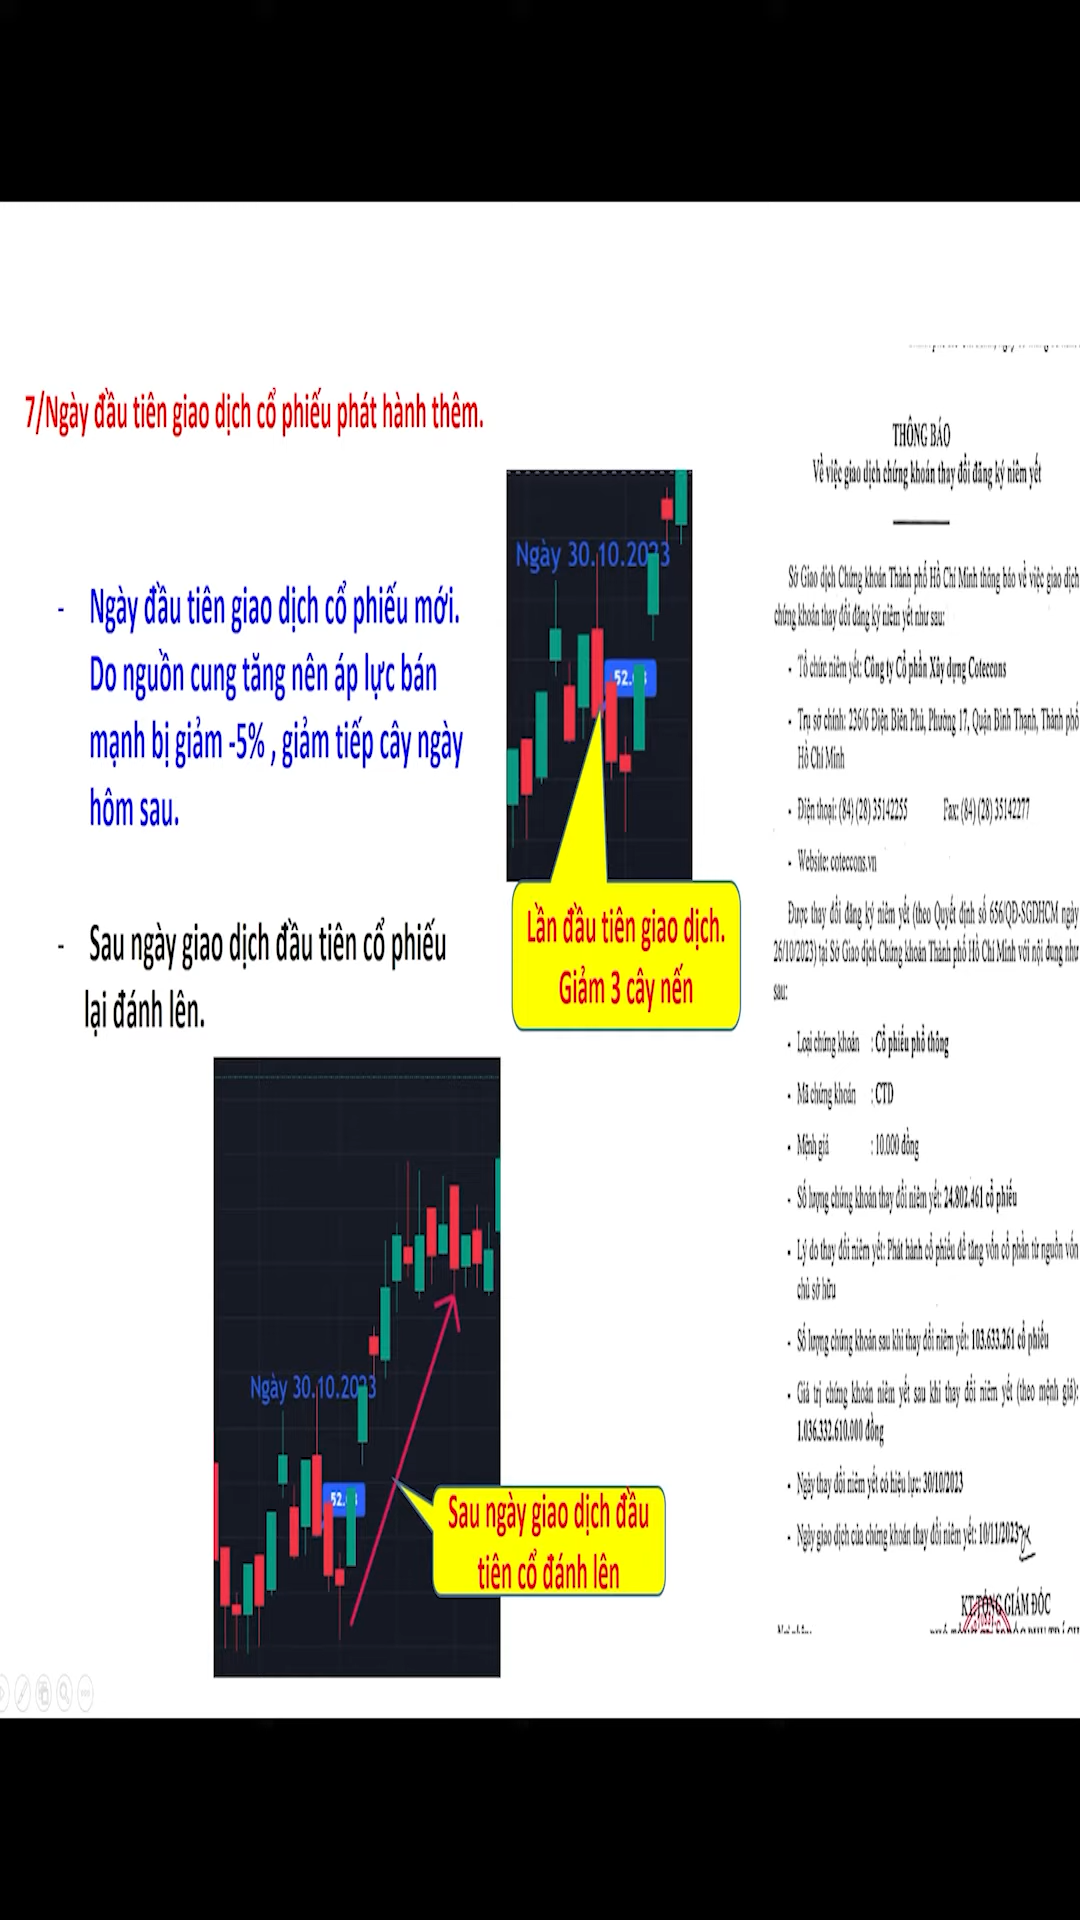 7/Ngày đầu tiên giao dịch cổ phiếu phát hành thêm.
- Ngày đầu tiên giao dịch cổ phiếu mới.
Do nguồn cung tăng nên áp lực bán
mạnh bị giảm -5% , giảm tiếp cây ngày
hôm sau.
- Sau ngày giao dịch đầu tiên cổ phiếu
lại đánh lên.
Ngày 30.10.2023
Lần đầu tiên giao dịch.
Giảm 3 cây nến
Ngày 30.10.2023
Sau ngày giao dịch đầu
tiên cổ đánh lên
THÔNG BÁO
Về việc giao dịch chứng khoán thay đổi đăng ký niêm yết
Sở Giao dịch Chứng khoán Thành phố Hồ Chí Minh thông báo về việc giao dịch
chứng khoán thay đổi đăng ký niêm yết như sau:
- Tổ chức niêm yết: Công ty Cổ phần Xây dựng Coteccons
- Trụ sở chính: 236/6 Điện Biên Phủ, Phường 17, Quận Bình Thạnh, Thành phố
Hồ Chí Minh
- Điện thoại: (84) (28) 35142255 Fax: (84) (28) 35142277
- Website: coteccons.vn
Được thay đổi đăng ký niêm yết (theo Quyết định số 656/QĐ-SGDHCM ngày
26/10/2023) tại Sở Giao dịch Chứng khoán Thành phố Hồ Chí Minh với nội dung như
sau:
- Loại chứng khoán : Cổ phiếu phổ thông
- Mã chứng khoán : CTD
- Mệnh giá : 10.000 đồng
- Số lượng chứng khoán thay đổi niêm yết: 24.802.461 cổ phiếu
- Lý do thay đổi niêm yết: Phát hành cổ phiếu để tăng vốn cổ phần từ nguồn vốn
chủ sở hữu
- Số lượng chứng khoán sau khi thay đổi niêm yết: 103.633.261 cổ phiếu
- Giá trị chứng khoán niêm yết sau khi thay đổi niêm yết (theo mệnh giá):
1.036.332.610.000 đồng
- Ngày thay đổi niêm yết có hiệu lực: 30/10/2023
- Ngày giao dịch của chứng khoán thay đổi niêm yết: 10/11/2023
KT.TỔNG GIÁM ĐỐC